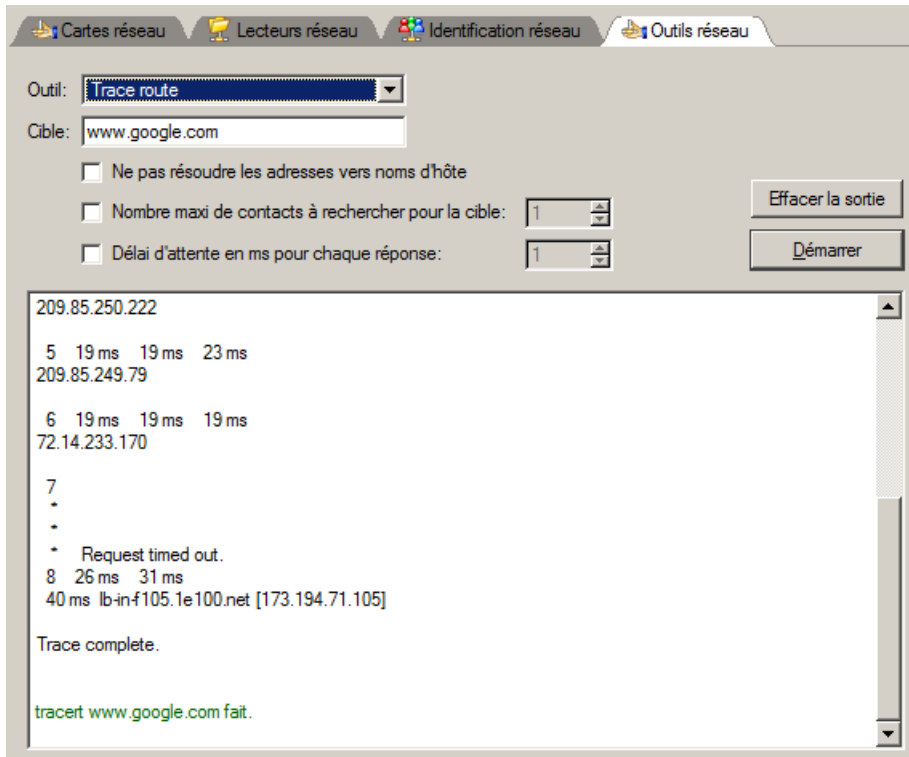 Cartes réseau Lecteurs réseau Identification réseau Outils réseau
Outil: Trace route
Cible: www.google.com
Ne pas résoudre les adresses vers noms d'hôte
Nombre maxi de contacts à rechercher pour la cible: 1
Effacer la sortie
Délai d'attente en ms pour chaque réponse: 1
Démarrer
209.85.250.222
5 19 ms 19 ms 23 ms
209.85.249.79
6 19 ms 19 ms 19 ms
72.14.233.170
7
*
*
* Request timed out.
8 26 ms 31 ms
40 ms lb-in-f105.1e100.net [173.194.71.105]
Trace complete.
tracert www.google.com fait.